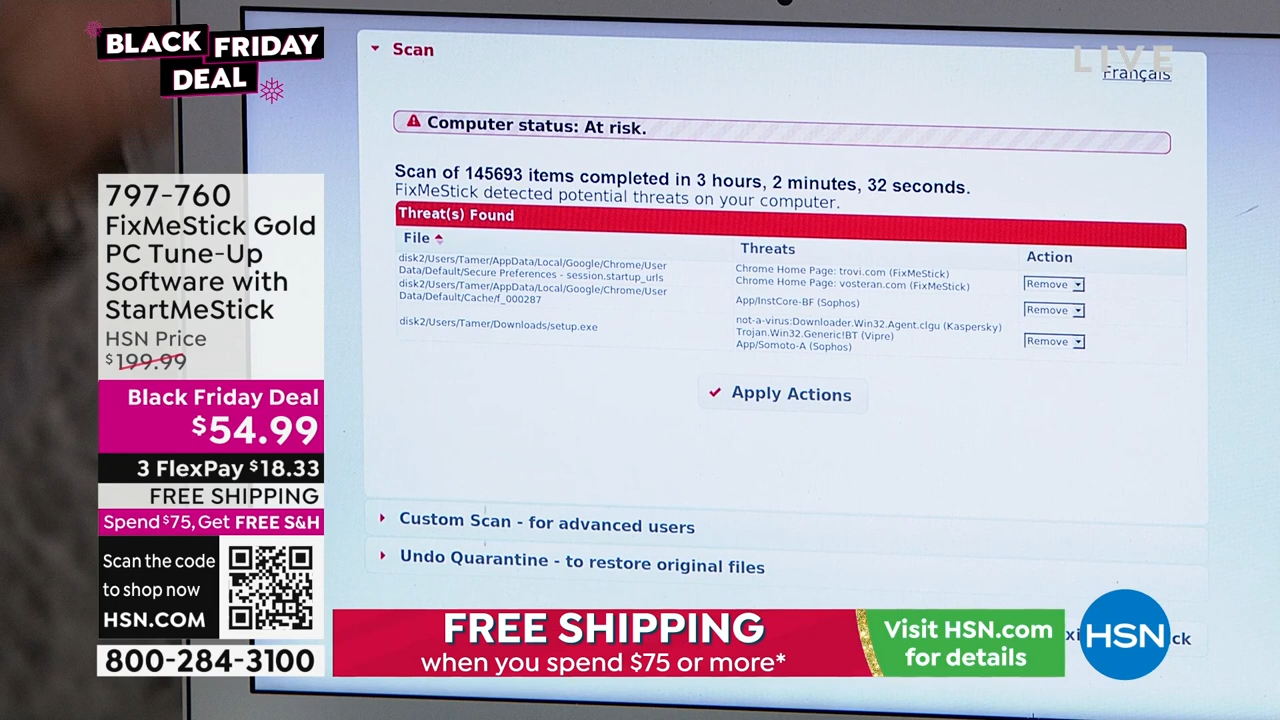 BLACK FRIDAY
DEAL
797-760
FixMeStick Gold
PC Tune-Up
Software with
StartMeStick
HSN Price
$199.99
Black Friday Deal
$54.99
3 FlexPay $18.33
FREE SHIPPING
Spend $75, Get FREE S&H
Scan the code
to shop now
HSN.COM
800-284-3100
LIVE
Scan
Français
Computer status: At risk.
Scan of 145693 items completed in 3 hours, 2 minutes, 32 seconds.
FixMeStick detected potential threats on your computer.
Threat(s) Found
File Threats Action
disk2/Users/Tamer/AppData/Local/Google/Chrome/User
Data/Default/Secure Preferences - session.startup_urls
Chrome Home Page: trovi.com (FixMeStick)
Chrome Home Page: vosteran.com (FixMeStick)
Remove
disk2/Users/Tamer/AppData/Local/Google/Chrome/User
Data/Default/Cache/f_000287
App/InstCore-BF (Sophos)
Remove
disk2/Users/Tamer/Downloads/setup.exe
not-a-virus:Downloader.Win32.Agent.clgu (Kaspersky)
Trojan.Win32.Generic!BT (Vipre)
App/Somoto-A (Sophos)
Remove
Apply Actions
Custom Scan - for advanced users
Undo Quarantine - to restore original files
FREE SHIPPING
when you spend $75 or more*
Visit HSN.com
for details
HSN